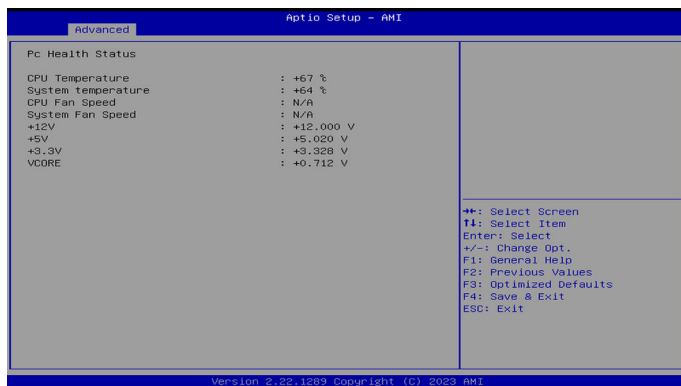 Aptio Setup – AMI
Advanced
Pc Health Status
CPU Temperature : +67 %
System temperature : +64 %
CPU Fan Speed : N/A
System Fan Speed : N/A
+12V : +12.000 V
+5V : +5.020 V
+3.3V : +3.328 V
VCORE : +0.712 V
→←: Select Screen
↑↓: Select Item
Enter: Select
+/-: Change Opt.
F1: General Help
F2: Previous Values
F3: Optimized Defaults
F4: Save & Exit
ESC: Exit
Version 2.22.1289 Copyright (C) 2023 AMI